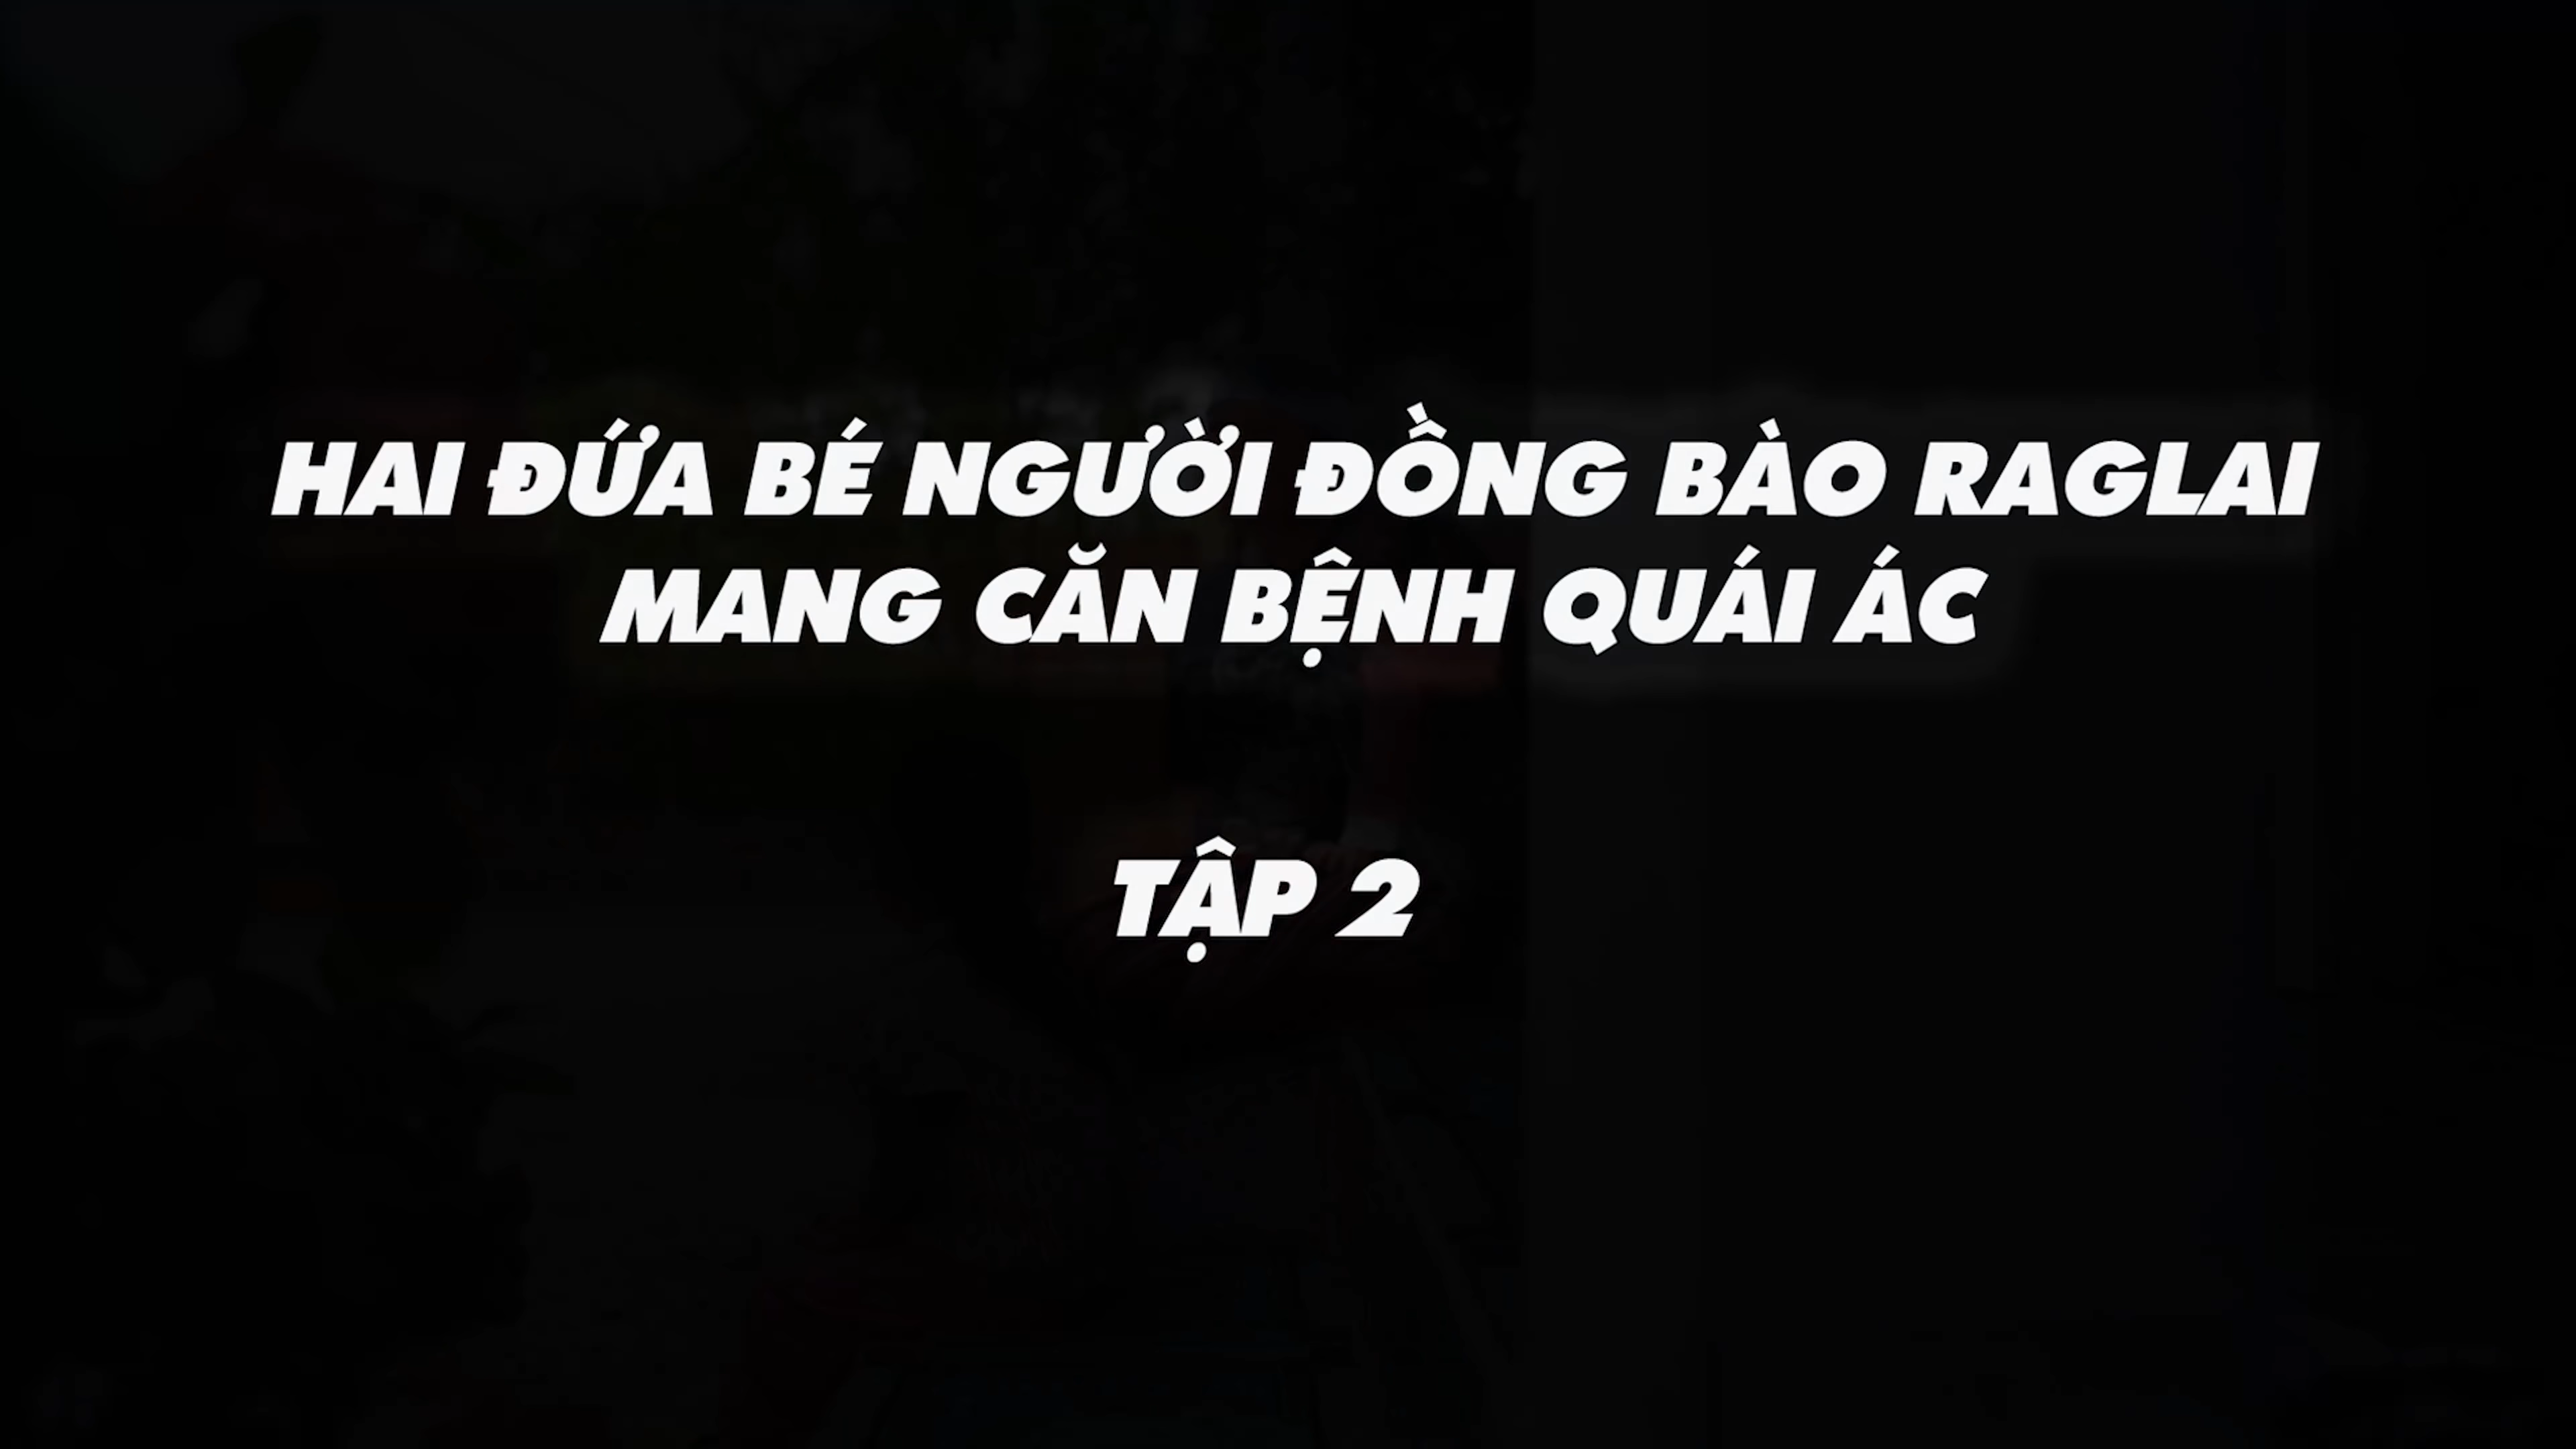 HAI ĐỨA BÉ NGƯỜI ĐỒNG BÀO RAGLAI
MANG CĂN BỆNH QUÁI ÁC
TẬP 2